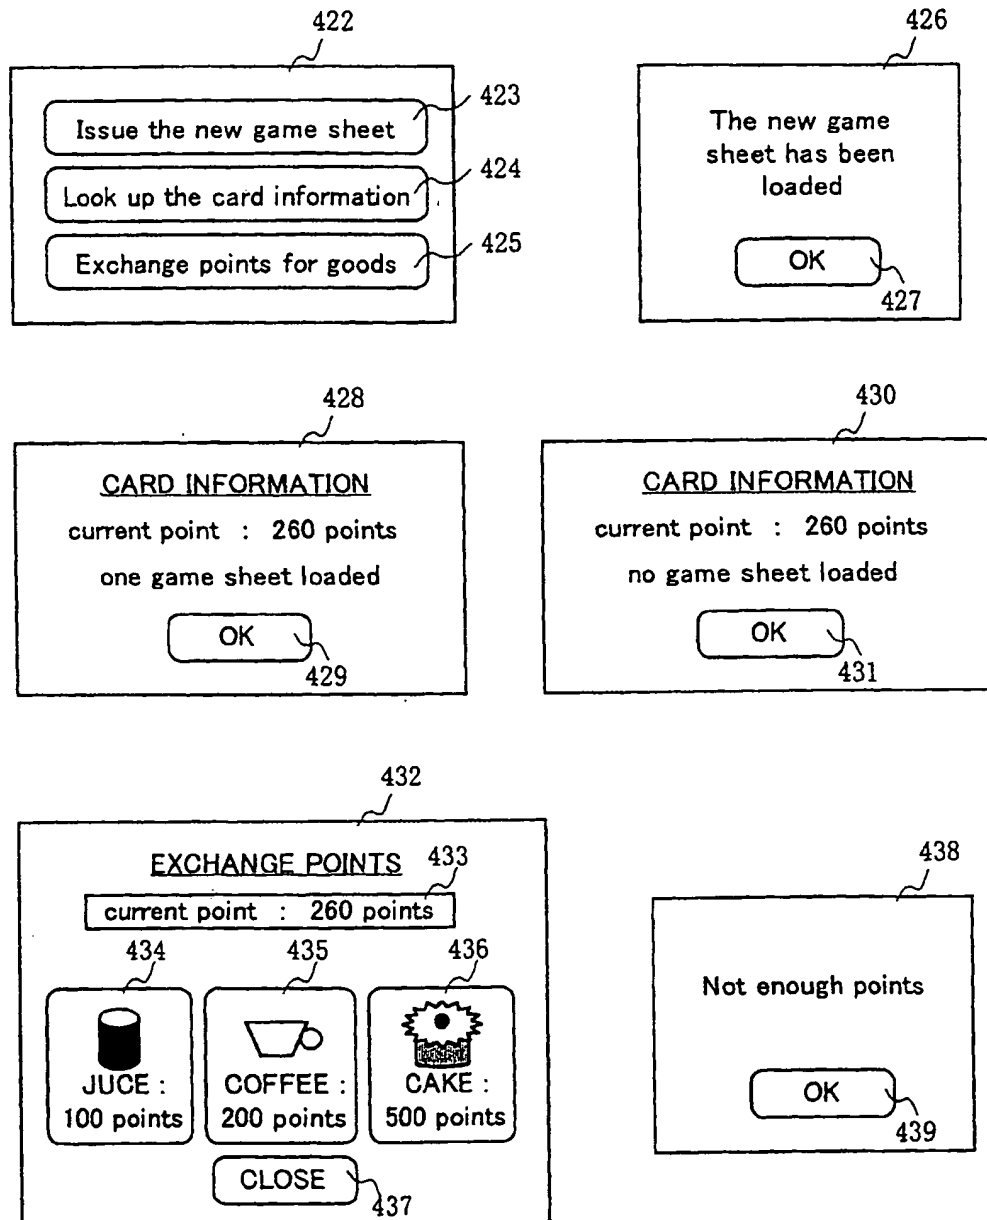 422
Issue the new game sheet
423
Look up the card information
424
Exchange points for goods
425
426
The new game
sheet has been
loaded
OK
427
428
CARD INFORMATION
current point : 260 points
one game sheet loaded
OK
429
430
CARD INFORMATION
current point : 260 points
no game sheet loaded
OK
431
432
EXCHANGE POINTS
433
current point : 260 points
434 435 436
JUCE : COFFEE : CAKE :
100 points 200 points 500 points
CLOSE
437
438
Not enough points
OK
439